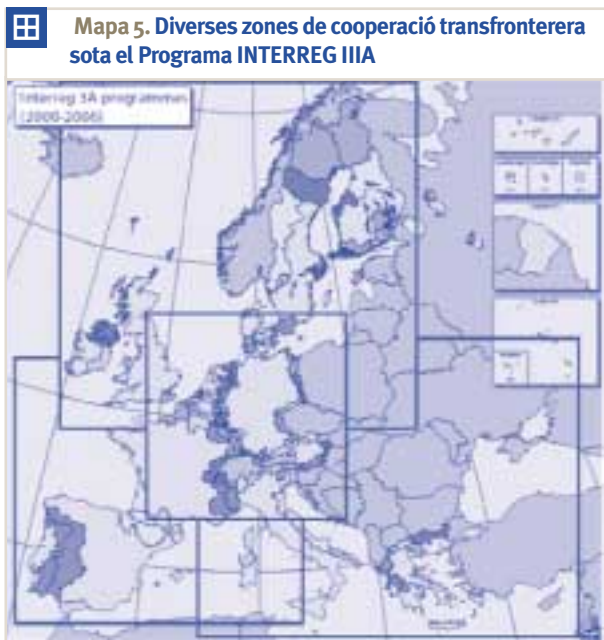 Mapa 5. Diverses zones de cooperació transfronterera
sota el Programa INTERREG IIIA
Interreg 3A programmes
(2000-2006)